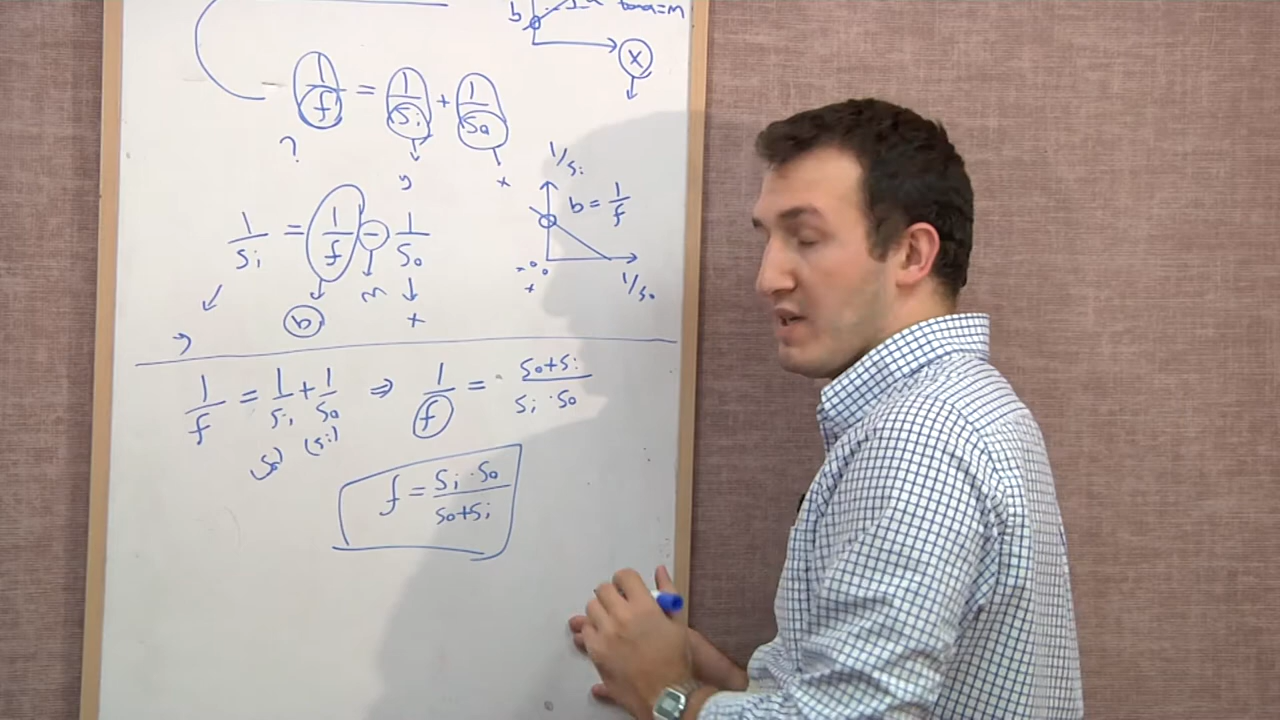 b tanα=m
x
1/f = 1/si + 1/so
?
y x
1/si
b = 1/f
1/si = 1/f - 1/so
1/so
m
x
1/f = 1/si + 1/so ⇒ 1/f = so+si / si · so
(so) (si)
f = si · so / so+si